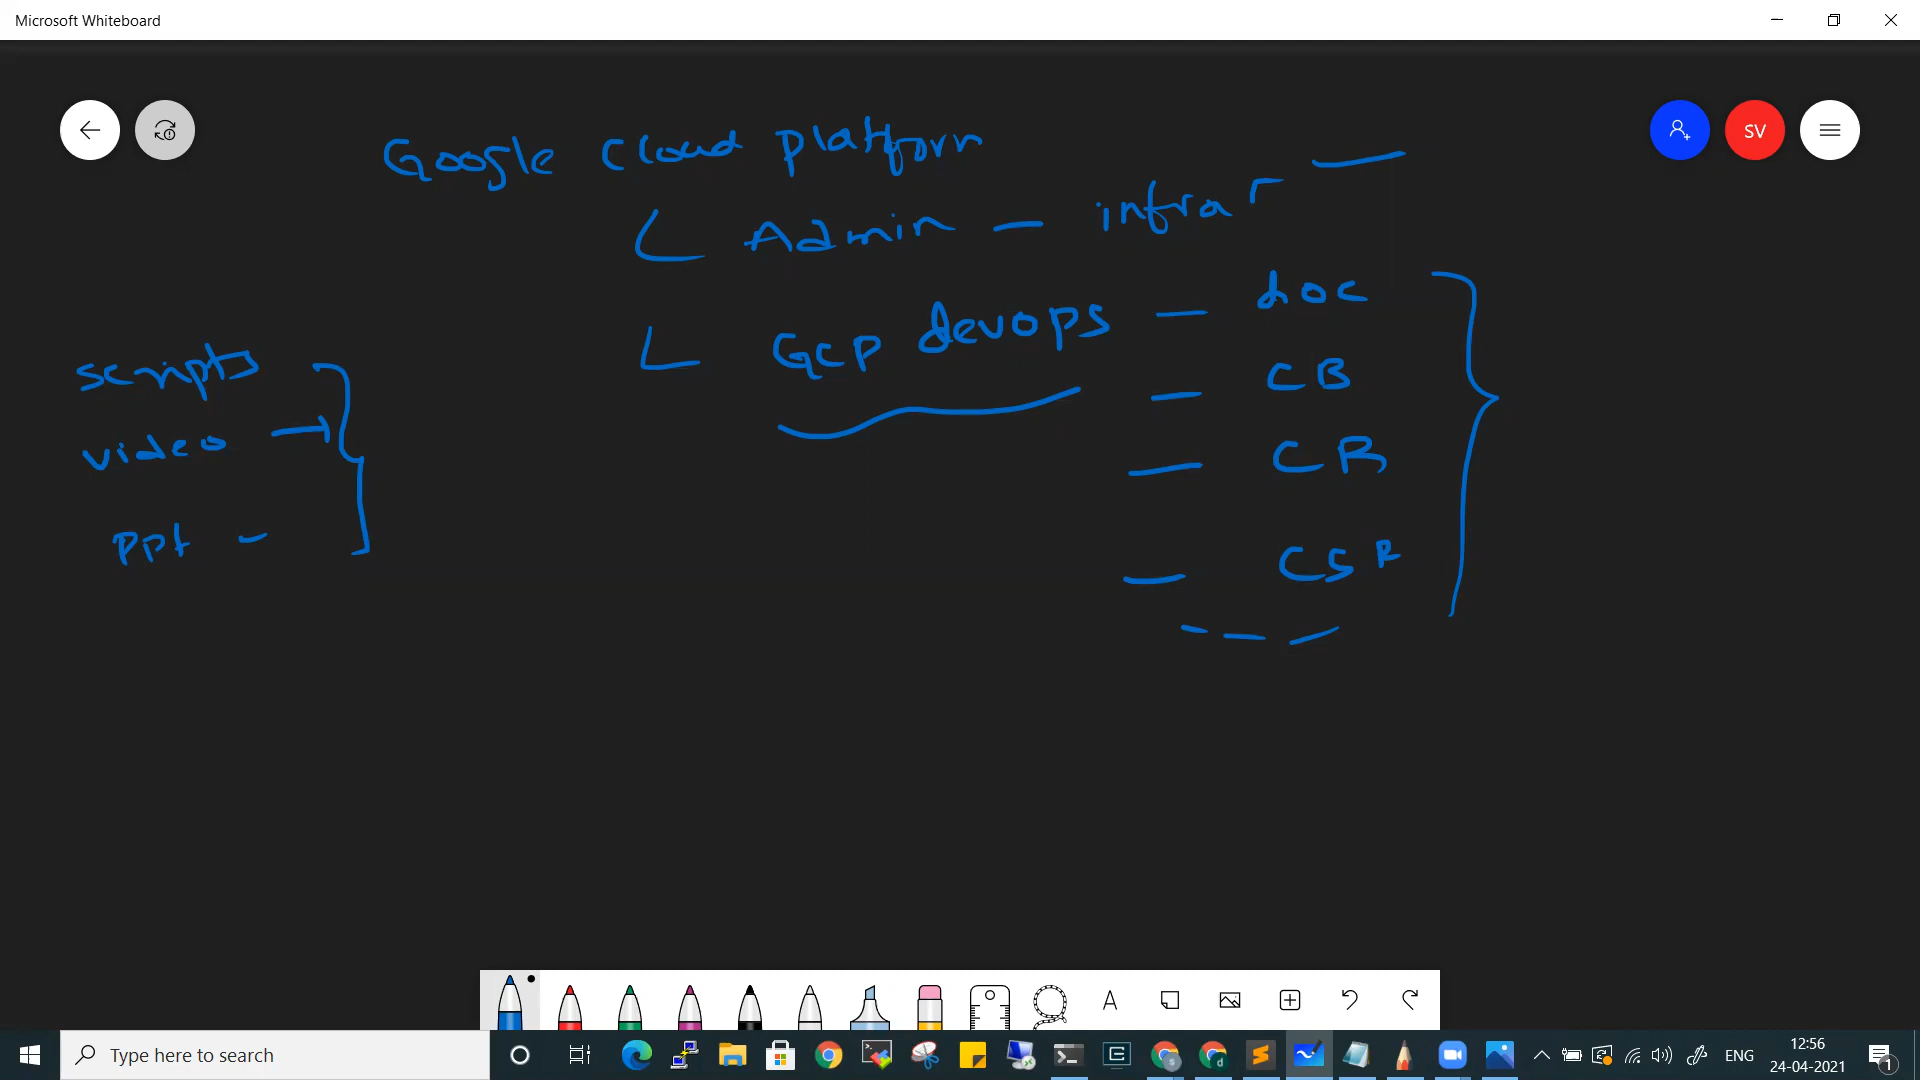 Microsoft Whiteboard
SV
Google Cloud platform
Admin — infra
GCP devops — doc
— CB
— CR
— CSR
scripts
video
ppt -
Type here to search
ENG
12:56
24-04-2021
1